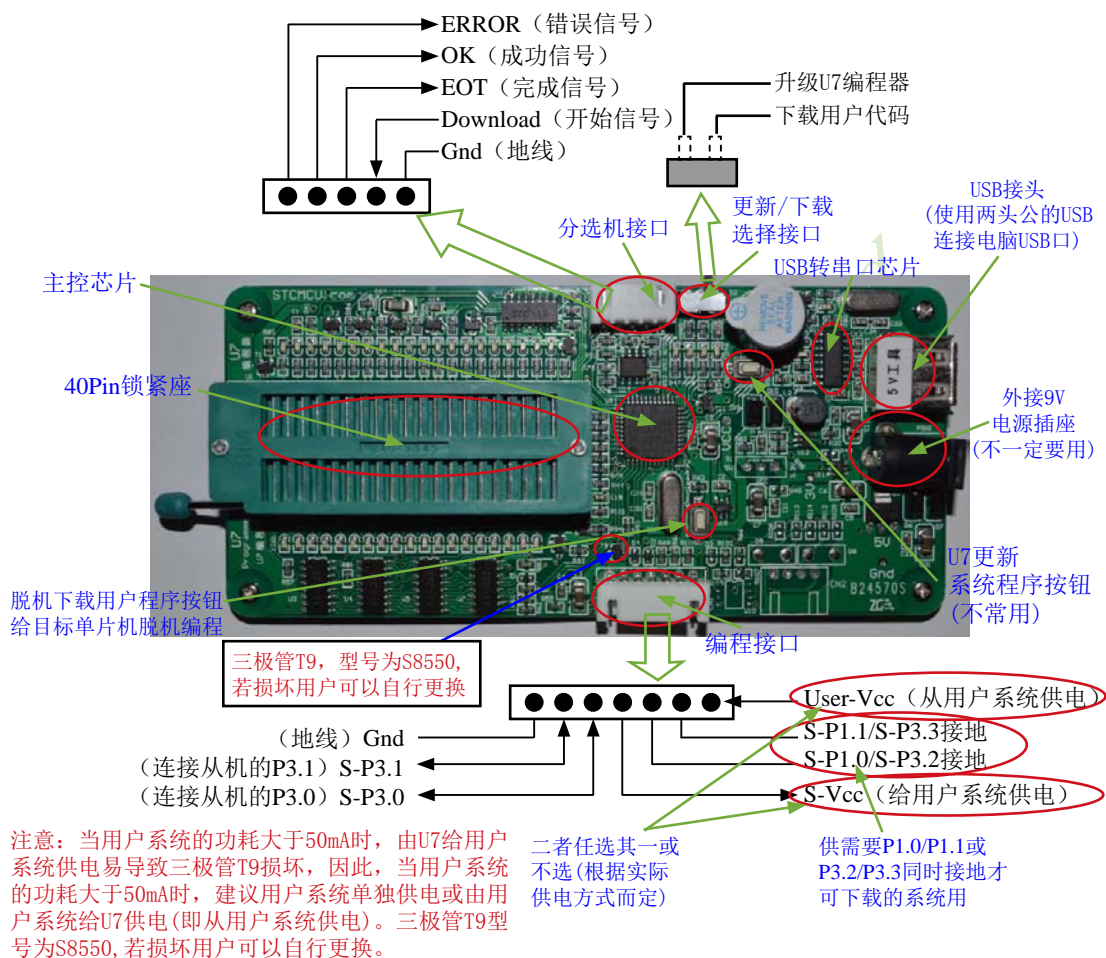 ERROR（错误信号）
OK（成功信号）
EOT（完成信号）
Download（开始信号）
Gnd（地线）
升级U7编程器
下载用户代码
分选机接口
更新/下载
选择接口
USB接头
(使用两头公的USB
连接电脑USB口)
USB转串口芯片
主控芯片
40Pin锁紧座
外接9V
电源插座
(不一定要用)
STCMCU.com
U7
5V工具
REMOVE
AFTER
WASHING
3V
5V
Gnd
B24570S
CN2
U7
U7更新
系统程序按钮
(不常用)
脱机下载用户程序按钮
给目标单片机脱机编程
编程接口
三极管T9，型号为S8550,
若损坏用户可以自行更换
User-Vcc（从用户系统供电）
S-P1.1/S-P3.3接地
S-P1.0/S-P3.2接地
S-Vcc（给用户系统供电）
（地线）Gnd
（连接从机的P3.1）S-P3.1
（连接从机的P3.0）S-P3.0
二者任选其一或
不选(根据实际
供电方式而定)
供需要P1.0/P1.1或
P3.2/P3.3同时接地才
可下载的系统用
注意：当用户系统的功耗大于50mA时，由U7给用户
系统供电易导致三极管T9损坏，因此，当用户系统
的功耗大于50mA时，建议用户系统单独供电或由用
户系统给U7供电(即从用户系统供电)。三极管T9型
号为S8550,若损坏用户可以自行更换。